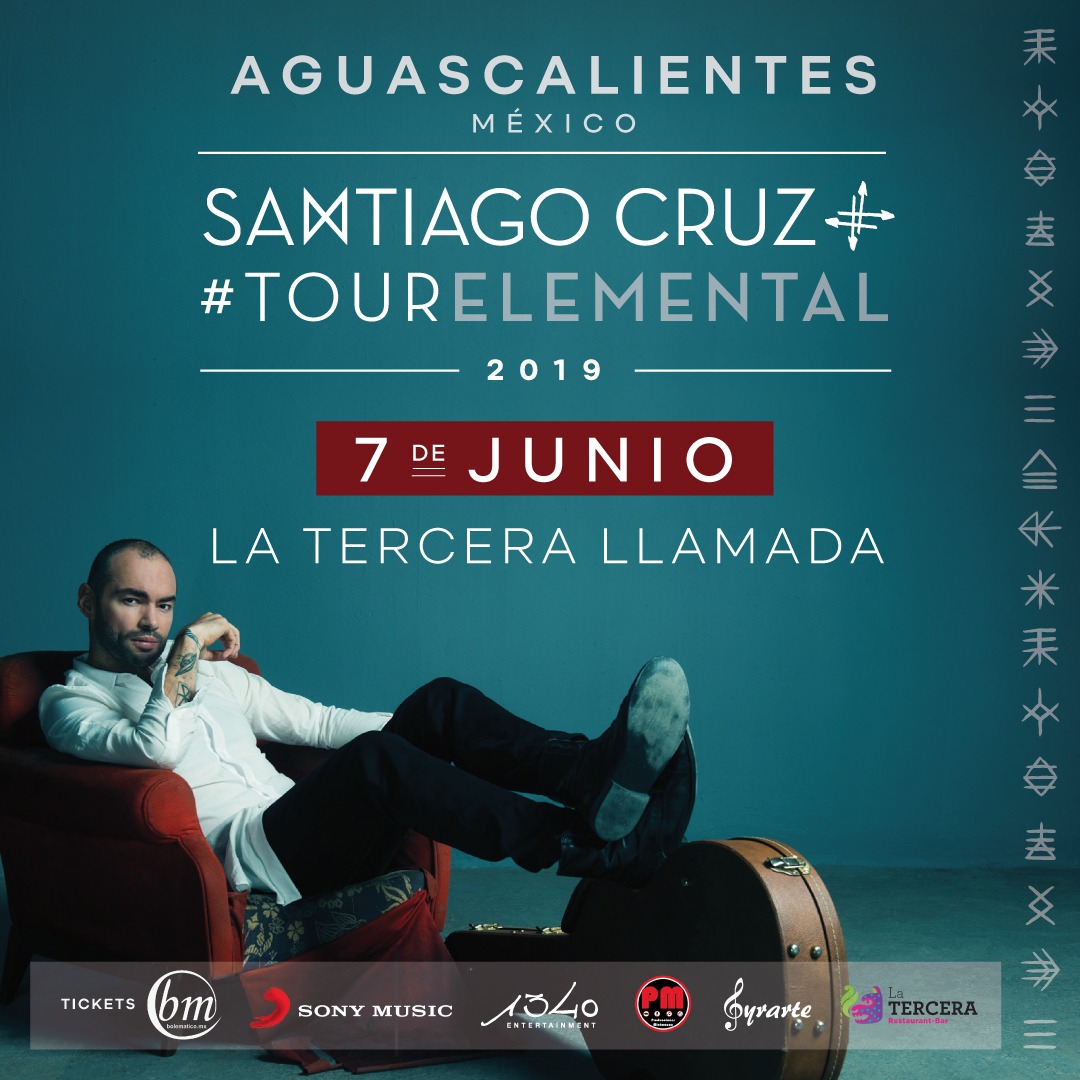 AGUASCALIENTES
MÉXICO
SANTIAGO CRUZ
#TOURELEMENTAL
2019
7 DE JUNIO
LA TERCERA LLAMADA
TICKETS
bm
boletomatico.mx
SONY MUSIC
1340
ENTERTAINMENT
PM
Gyrarte
La
TERCERA
Restaurant-Bar